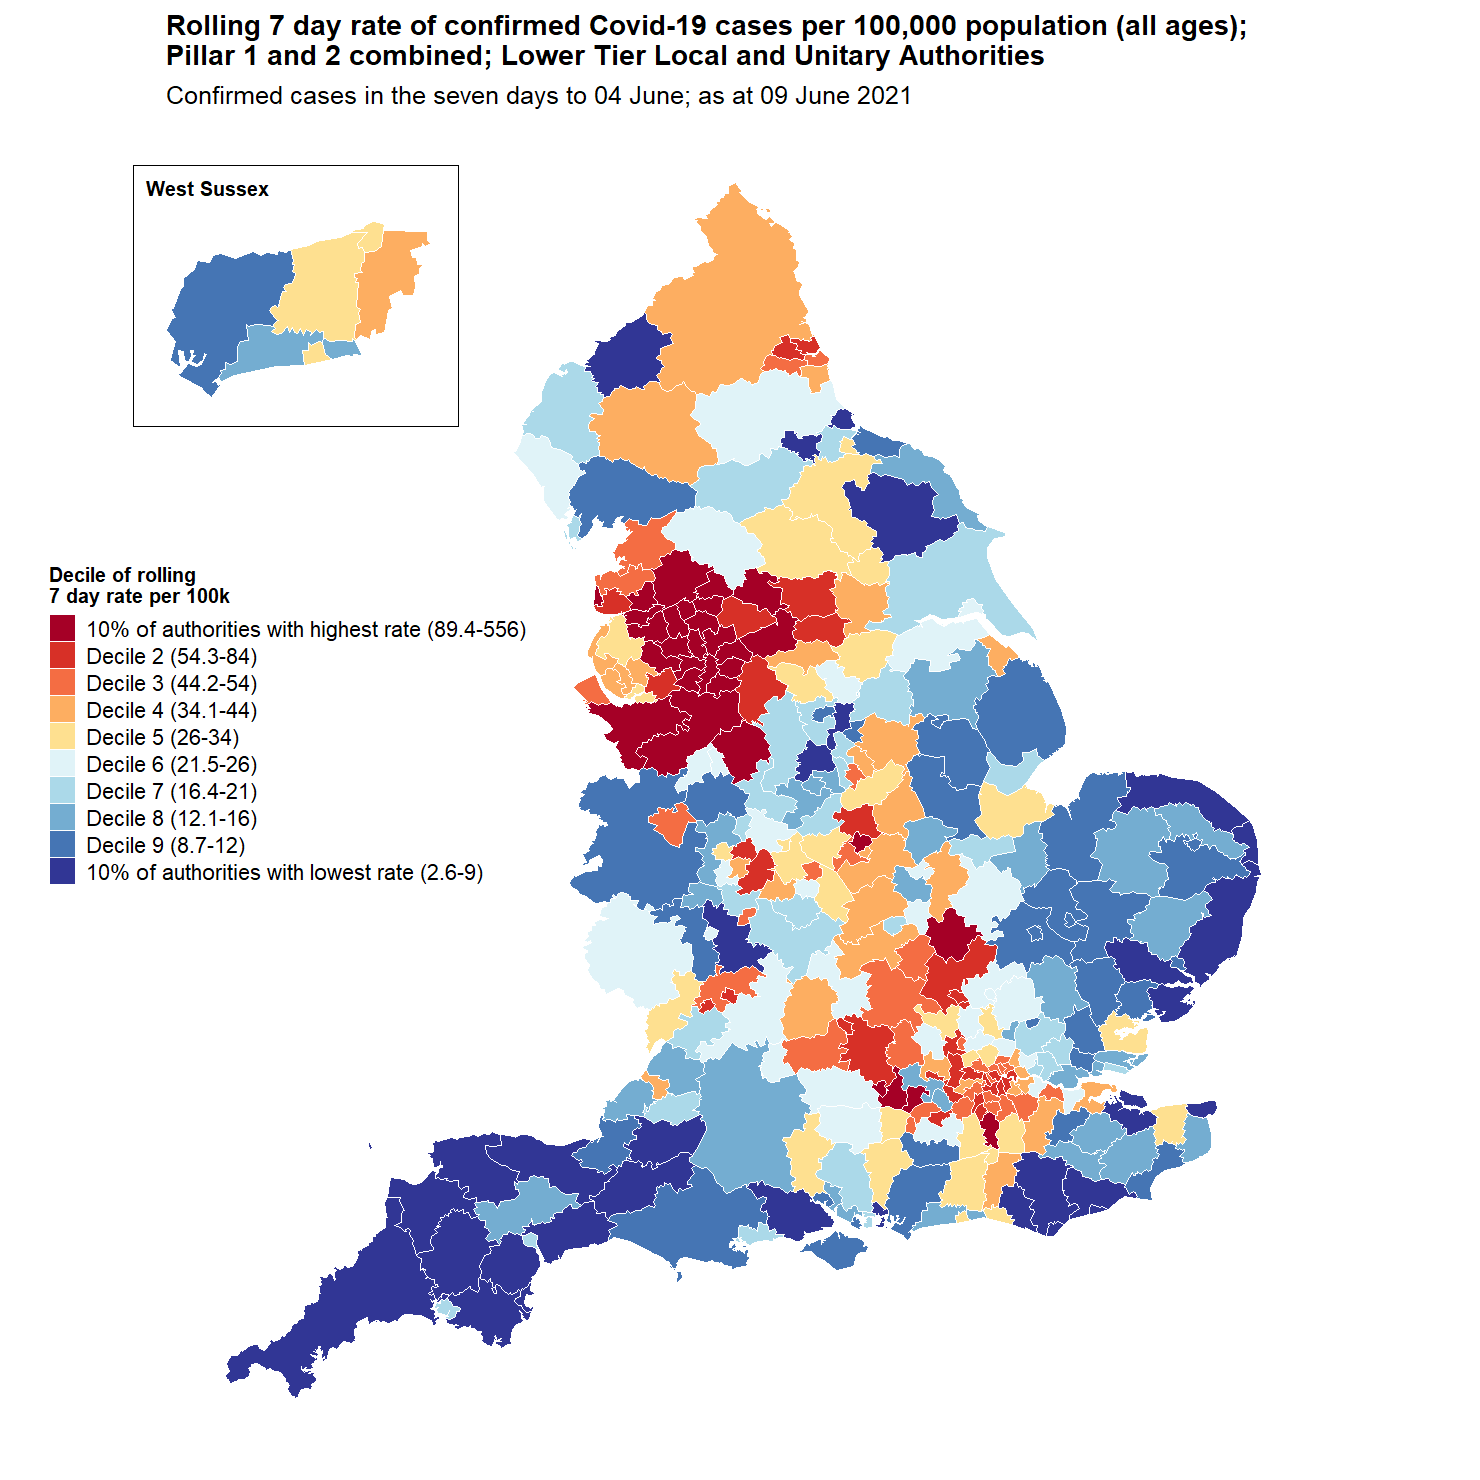 Rolling 7 day rate of confirmed Covid-19 cases per 100,000 population (all ages);
Pillar 1 and 2 combined; Lower Tier Local and Unitary Authorities
Confirmed cases in the seven days to 04 June; as at 09 June 2021
West Sussex
Decile of rolling
7 day rate per 100k
10% of authorities with highest rate (89.4-556)
Decile 2 (54.3-84)
Decile 3 (44.2-54)
Decile 4 (34.1-44)
Decile 5 (26-34)
Decile 6 (21.5-26)
Decile 7 (16.4-21)
Decile 8 (12.1-16)
Decile 9 (8.7-12)
10% of authorities with lowest rate (2.6-9)